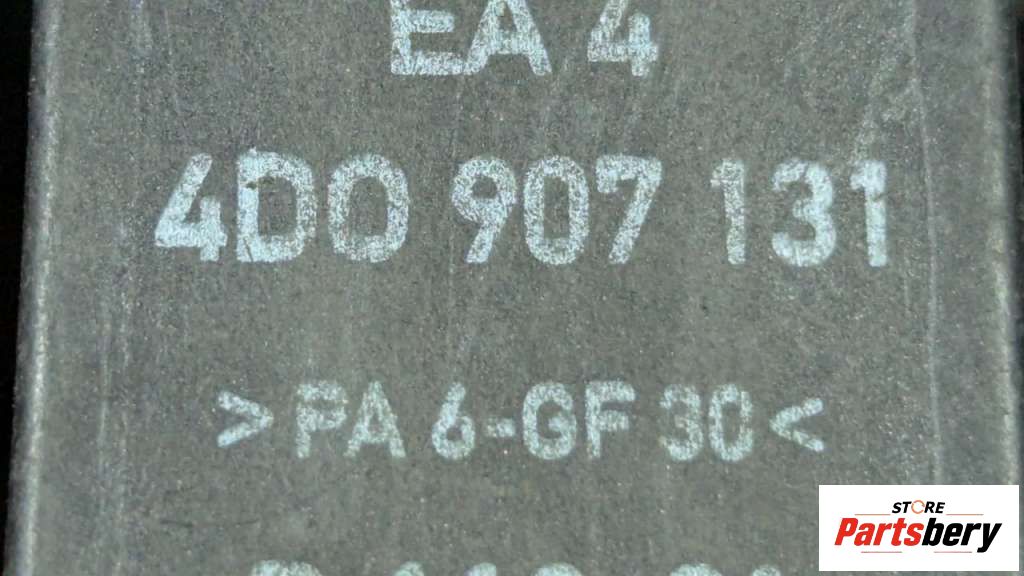 EA 4
4D0 907 131
>PA 6-GF 30<
STORE
Partsbery